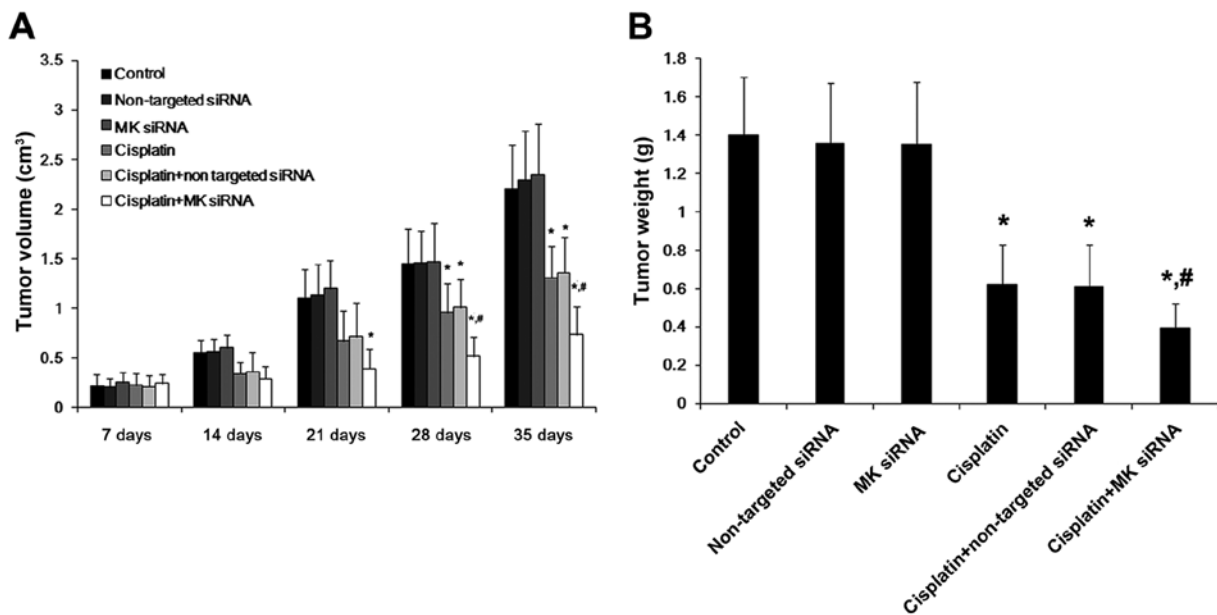 A
Tumor volume (cm³)
3.5
3
2.5
2
1.5
1
0.5
0
Control
Non-targeted siRNA
MK siRNA
Cisplatin
Cisplatin+non targeted siRNA
Cisplatin+MK siRNA
*
* *
*,#
* *
*,#
7 days 14 days 21 days 28 days 35 days
B
Tumor weight (g)
1.8
1.6
1.4
1.2
1
0.8
0.6
0.4
0.2
0
* *
*,#
Control
Non-targeted siRNA
MK siRNA
Cisplatin
Cisplatin+non-targeted siRNA
Cisplatin+MK siRNA